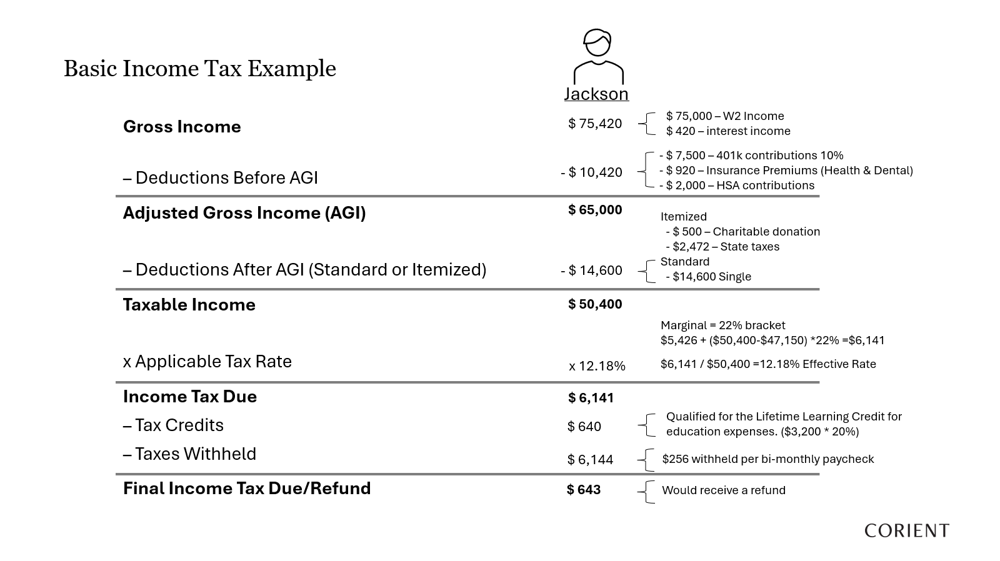 Basic Income Tax Example
Jackson
Gross Income
$ 75,420
$ 75,000 – W2 Income
$ 420 – interest income
– Deductions Before AGI
- $ 10,420
- $ 7,500 – 401k contributions 10%
- $ 920 – Insurance Premiums (Health & Dental)
- $ 2,000 – HSA contributions
Adjusted Gross Income (AGI)
$ 65,000
Itemized
- $ 500 – Charitable donation
- $2,472 – State taxes
– Deductions After AGI (Standard or Itemized)
- $ 14,600
Standard
- $14,600 Single
Taxable Income
$ 50,400
Marginal = 22% bracket
$5,426 + ($50,400-$47,150) *22% =$6,141
x Applicable Tax Rate
x 12.18%
$6,141 / $50,400 =12.18% Effective Rate
Income Tax Due
$ 6,141
– Tax Credits
$ 640
Qualified for the Lifetime Learning Credit for
education expenses. ($3,200 * 20%)
– Taxes Withheld
$ 6,144
$256 withheld per bi-monthly paycheck
Final Income Tax Due/Refund
$ 643
Would receive a refund
CORIENT